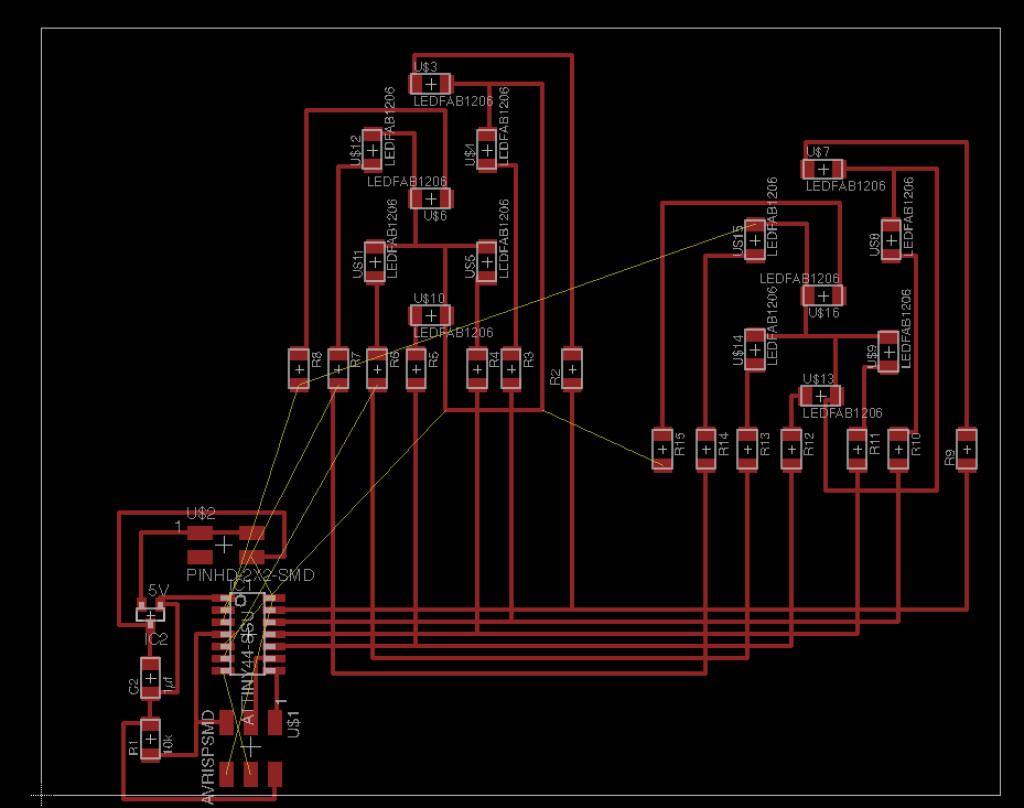 U$3
LEDFAB1206
U$12
LEDFAB1206
U$4
LEDFAB1206
LEDFAB1206
U$6
U$11
LEDFAB1206
U$5
LEDFAB1206
U$10
LEDFAB1206
R8
R7
R6
R5
R4
R3
R2
U$7
LEDFAB1206
U$15
LEDFAB1206
U$8
LEDFAB1206
LEDFAB1206
U$16
U$14
LEDFAB1206
U$9
LEDFAB1206
U$13
LEDFAB1206
R15
R14
R13
R12
R11
R10
R9
U$2
1
PINHD-2X2-SMD
IC1
5V
IC2
C2
1uf
R1
10k
1
U$1
AVRISPSMD